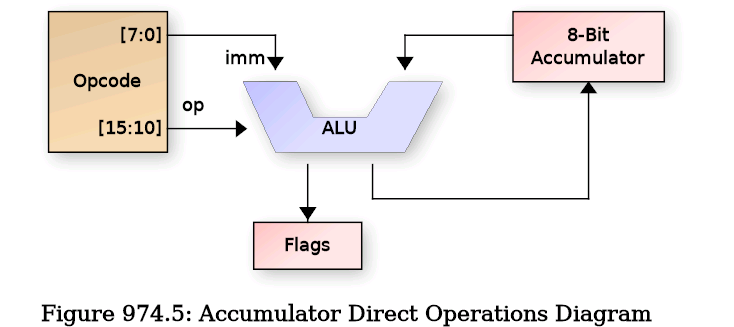 [7:0]
imm
8-Bit
Accumulator
Opcode
op
[15:10]
ALU
Flags
Figure 974.5: Accumulator Direct Operations Diagram